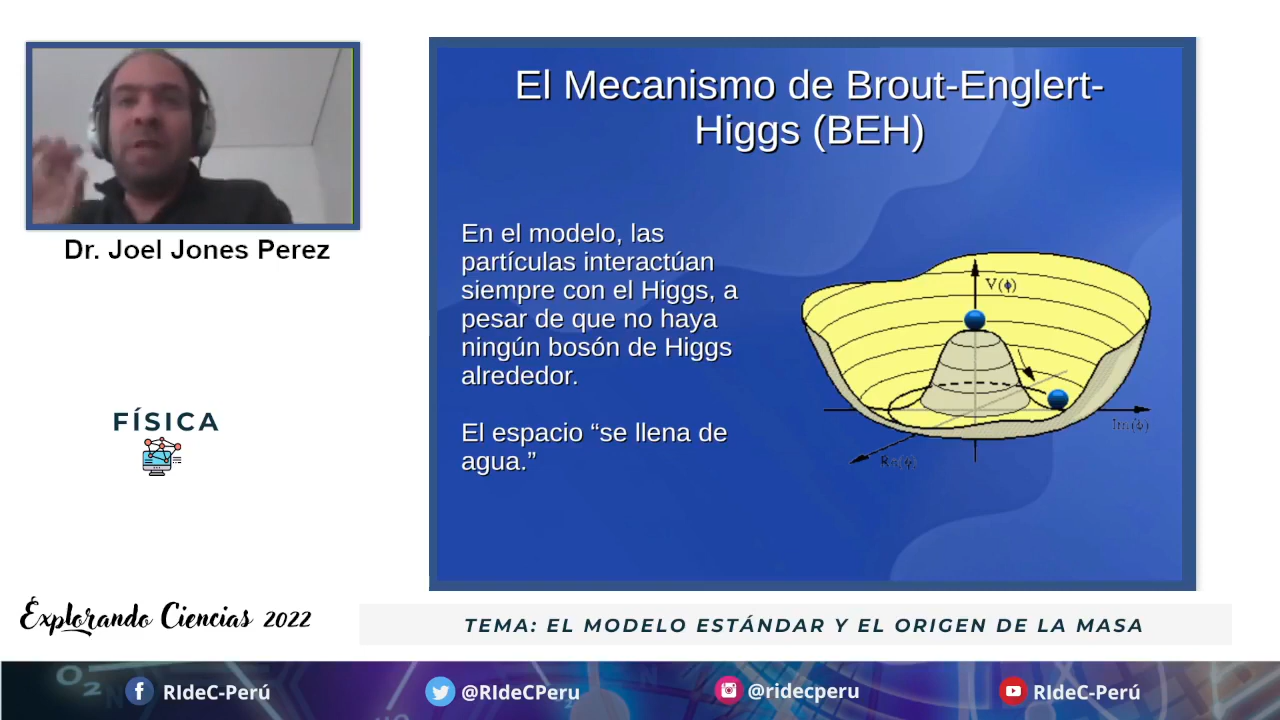 El Mecanismo de Brout-Englert-
Higgs (BEH)
En el modelo, las
partículas interactúan
siempre con el Higgs, a
pesar de que no haya
ningún bosón de Higgs
alrededor.
El espacio “se llena de
agua.”
V(ϕ)
Im(ϕ)
Re(ϕ)
Dr. Joel Jones Perez
FÍSICA
Explorando Ciencias 2022
TEMA: EL MODELO ESTÁNDAR Y EL ORIGEN DE LA MASA
O2
RIdeC-Perú
@RIdeCPeru
@ridecperu
RIdeC-Perú